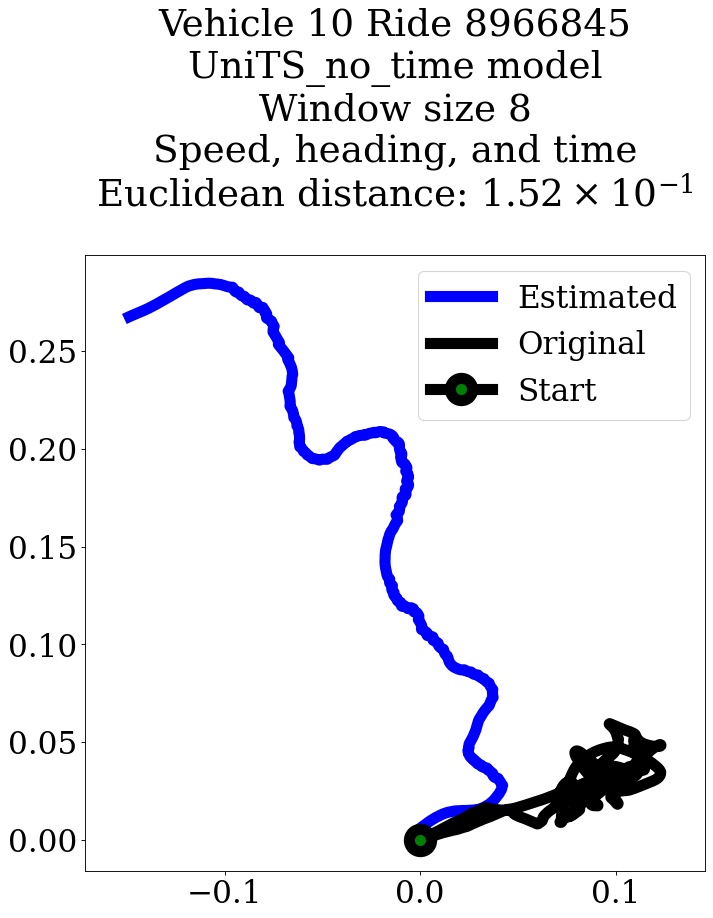 Vehicle 10 Ride 8966845
UniTS_no_time model
Window size 8
Speed, heading, and time
Euclidean distance: 1.52 × 10⁻¹
Estimated
Original
Start
0.25
0.20
0.15
0.10
0.05
0.00
−0.1
0.0
0.1